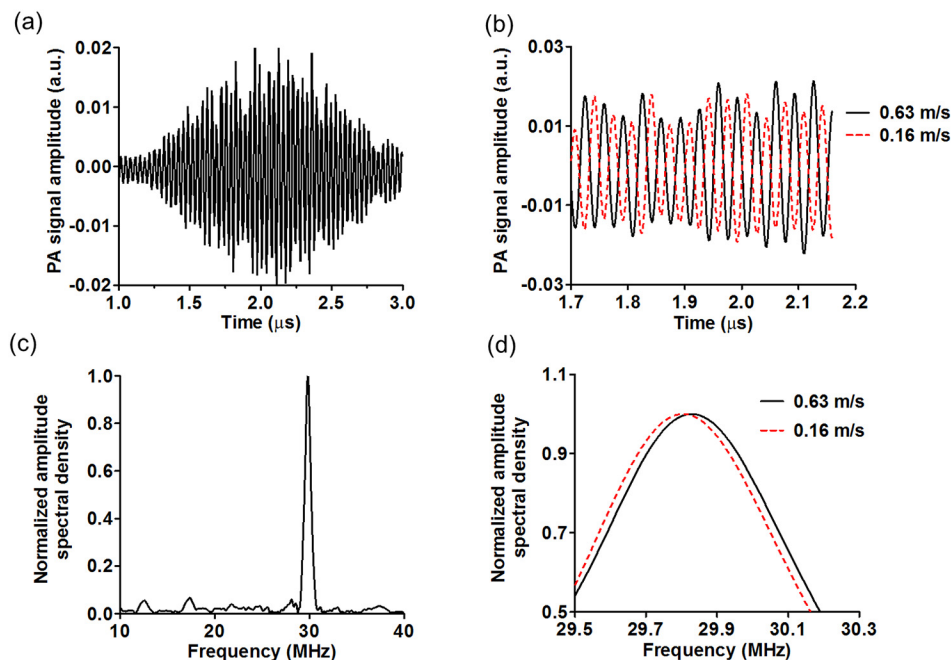 (a)
PA signal amplitude (a.u.)
0.02
0.01
0.00
-0.01
-0.02
1.0 1.5 2.0 2.5 3.0
Time (μs)
(b)
PA signal amplitude (a.u.)
0.03
0.01
-0.01
-0.03
1.7 1.8 1.9 2.0 2.1 2.2
Time (μs)
0.63 m/s
0.16 m/s
(c)
Normalized amplitude
spectral density
1.0
0.8
0.6
0.4
0.2
0.0
10 20 30 40
Frequency (MHz)
(d)
Normalized amplitude
spectral density
1.1
0.9
0.7
0.5
29.5 29.7 29.9 30.1 30.3
Frequency (MHz)
0.63 m/s
0.16 m/s